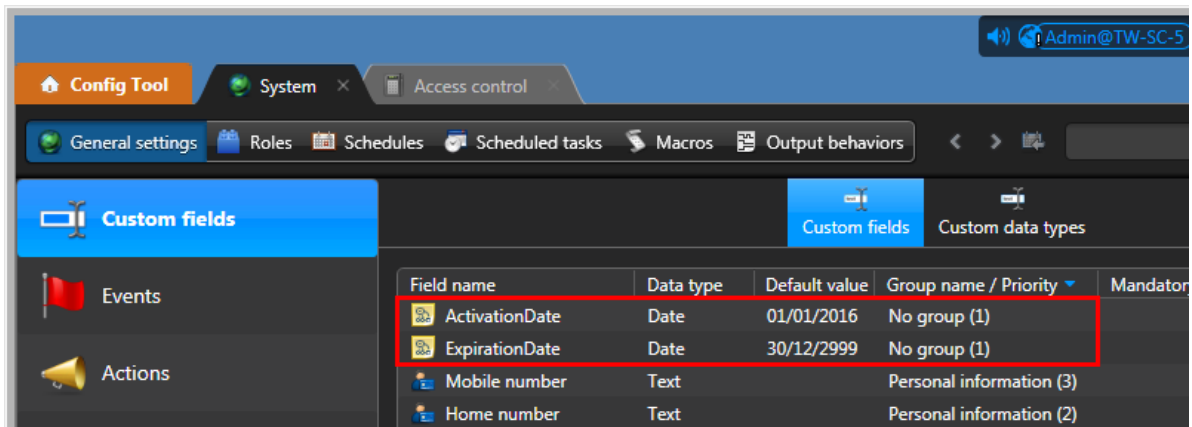 Admin@TW-SC-5
Config Tool System Access control
General settings Roles Schedules Scheduled tasks Macros Output behaviors
Custom fields
Custom fields Custom data types
Events
Actions
Field name Data type Default value Group name / Priority Mandatory
ActivationDate Date 01/01/2016 No group (1)
ExpirationDate Date 30/12/2999 No group (1)
Mobile number Text Personal information (3)
Home number Text Personal information (2)